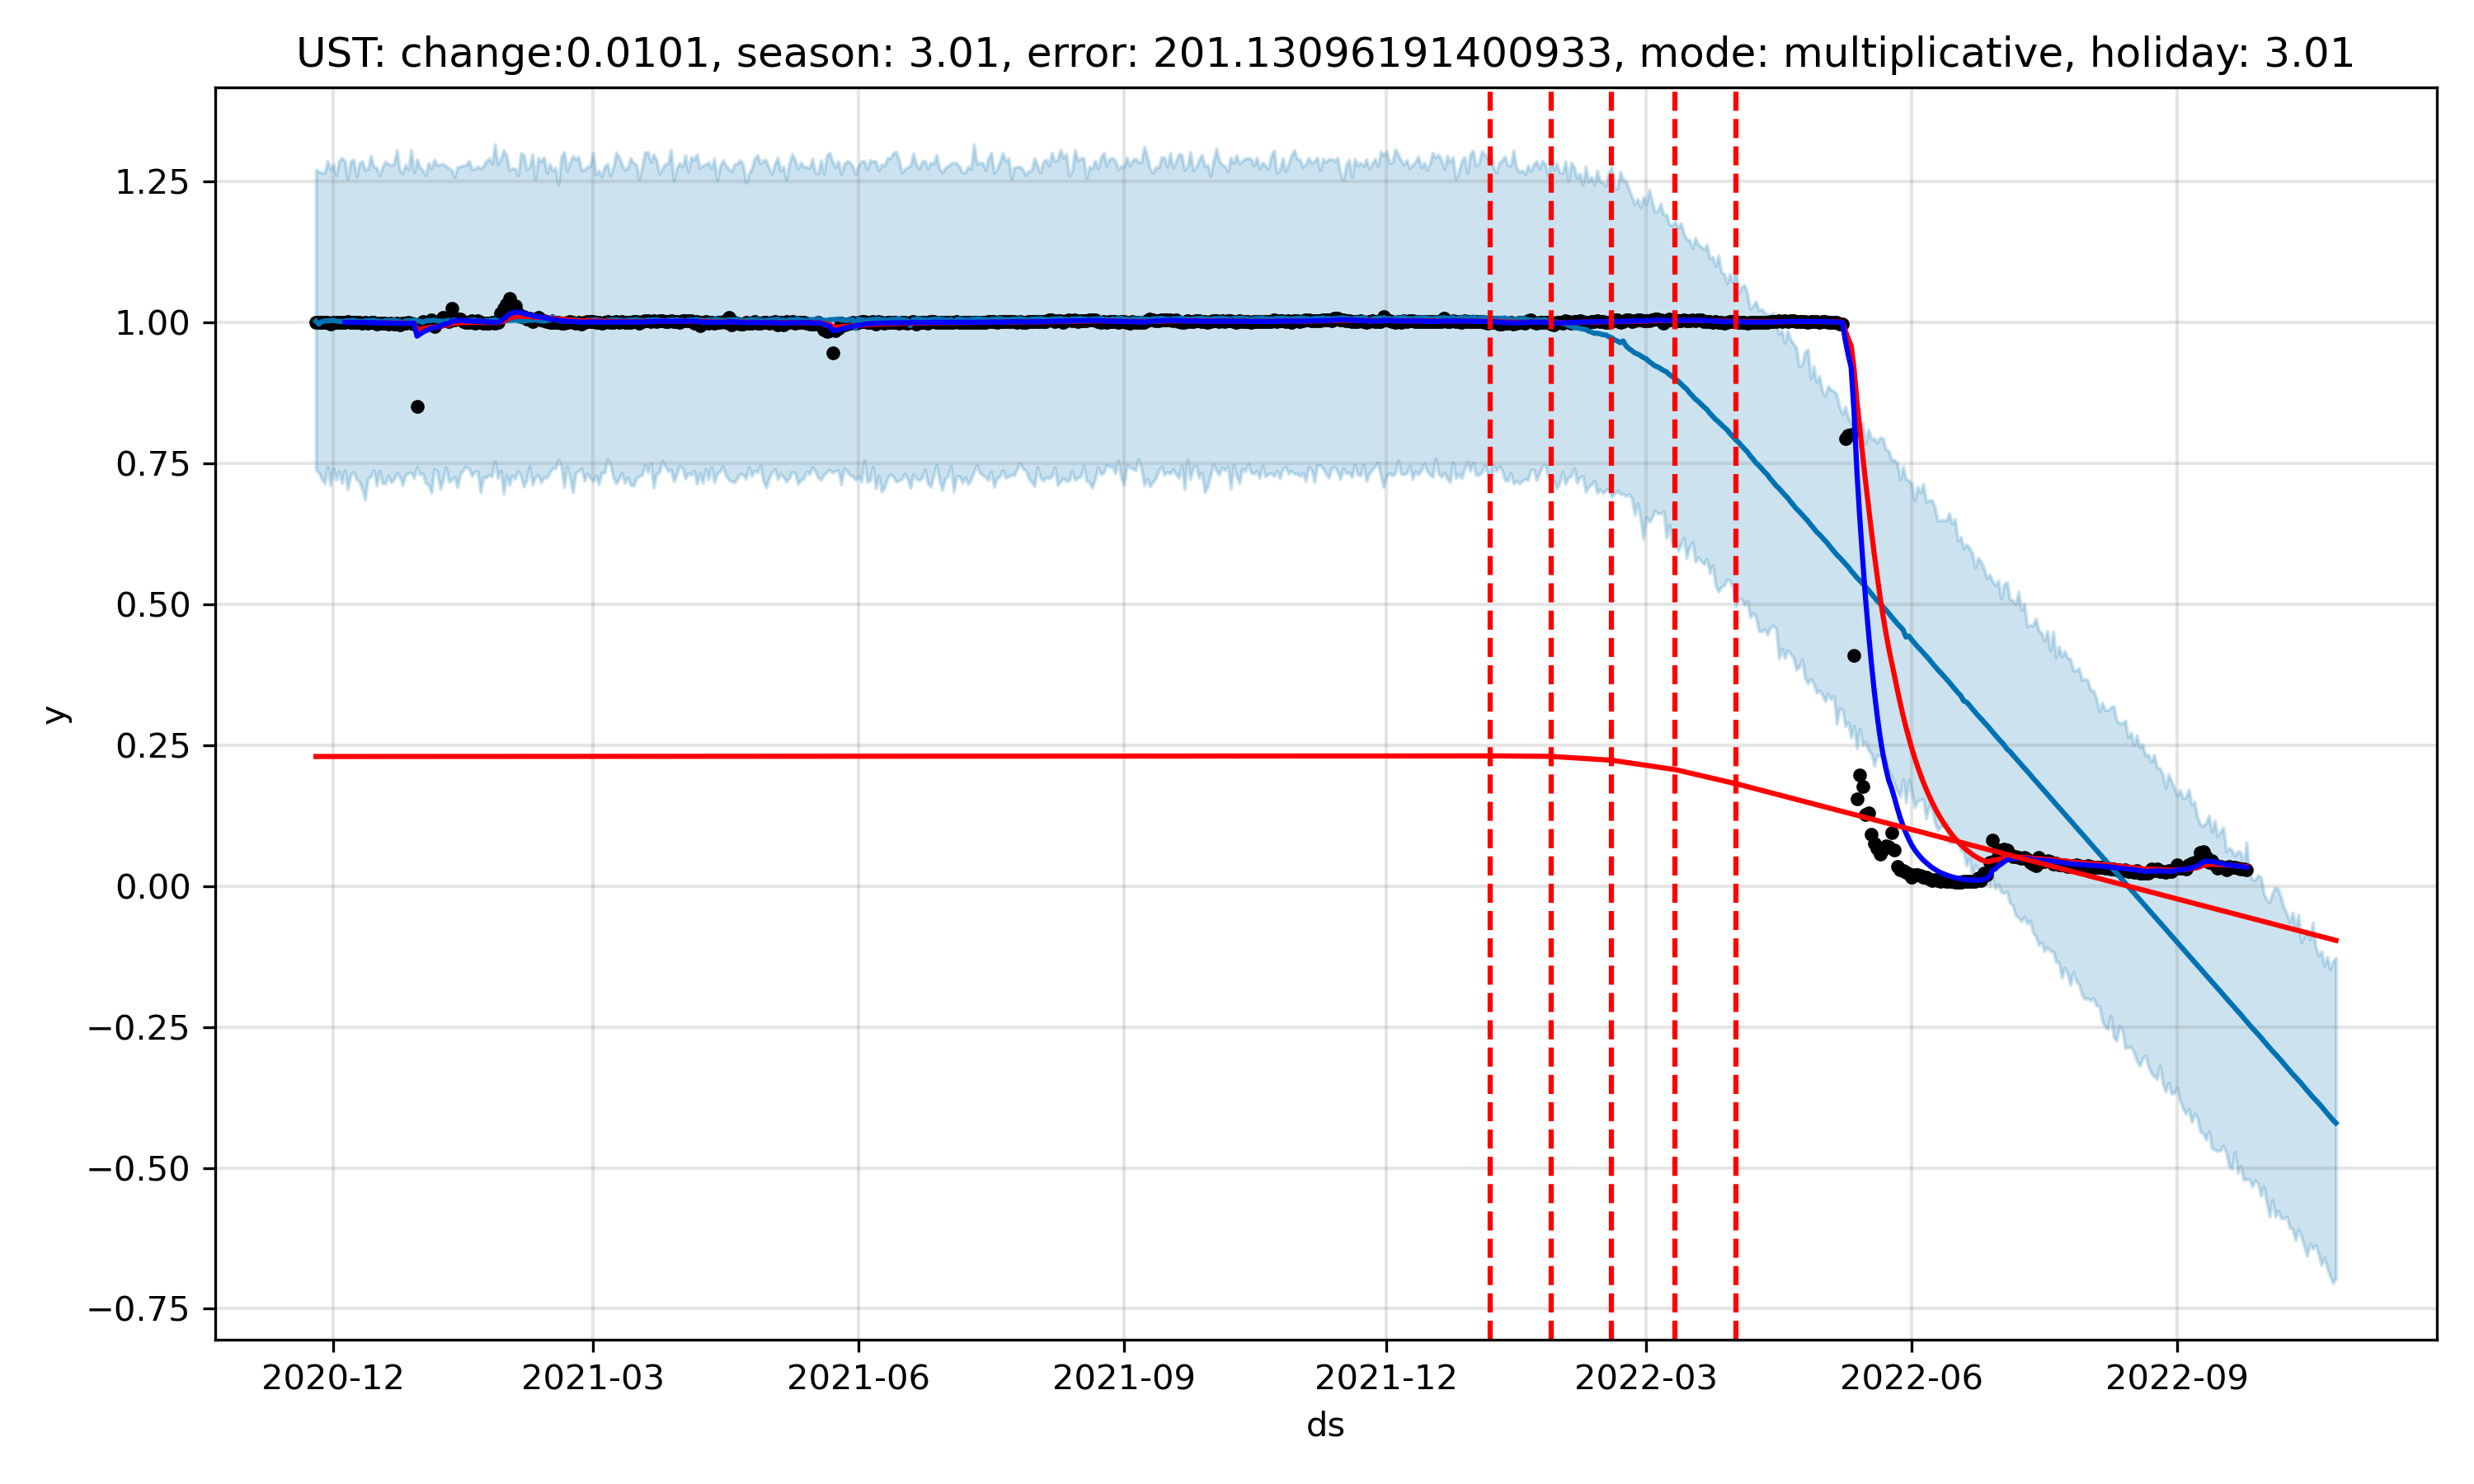 UST: change:0.0101, season: 3.01, error: 201.13096191400933, mode: multiplicative, holiday: 3.01
1.25
1.00
0.75
0.50
0.25
0.00
−0.25
−0.50
−0.75
y
2020-12 2021-03 2021-06 2021-09 2021-12 2022-03 2022-06 2022-09
ds